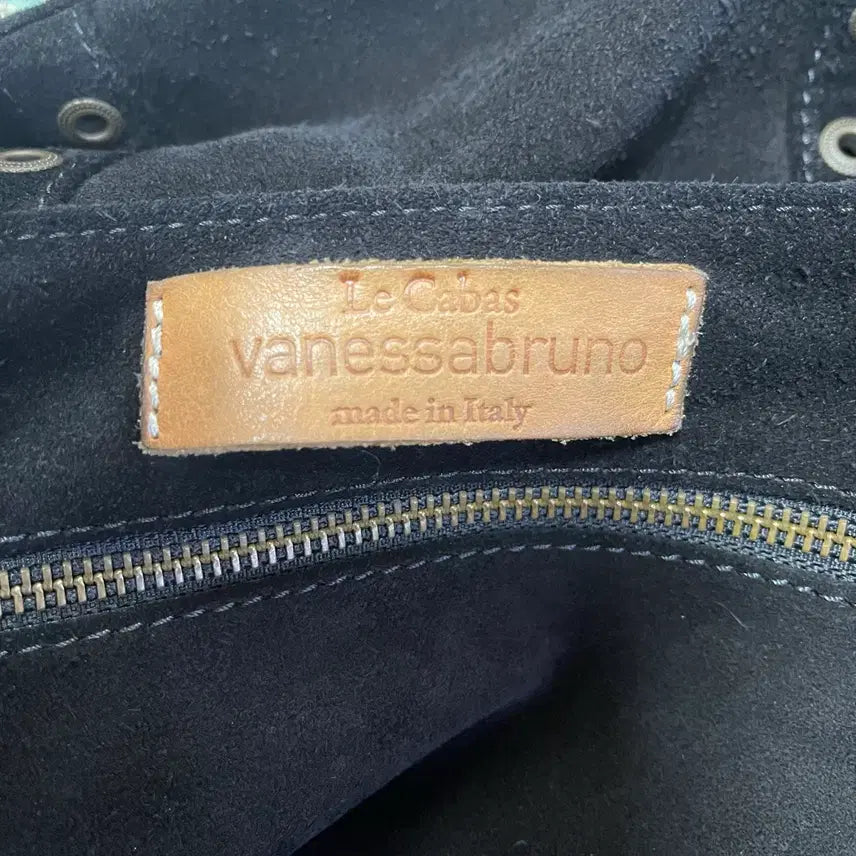 Le Cabas
vanessabruno
made in Italy